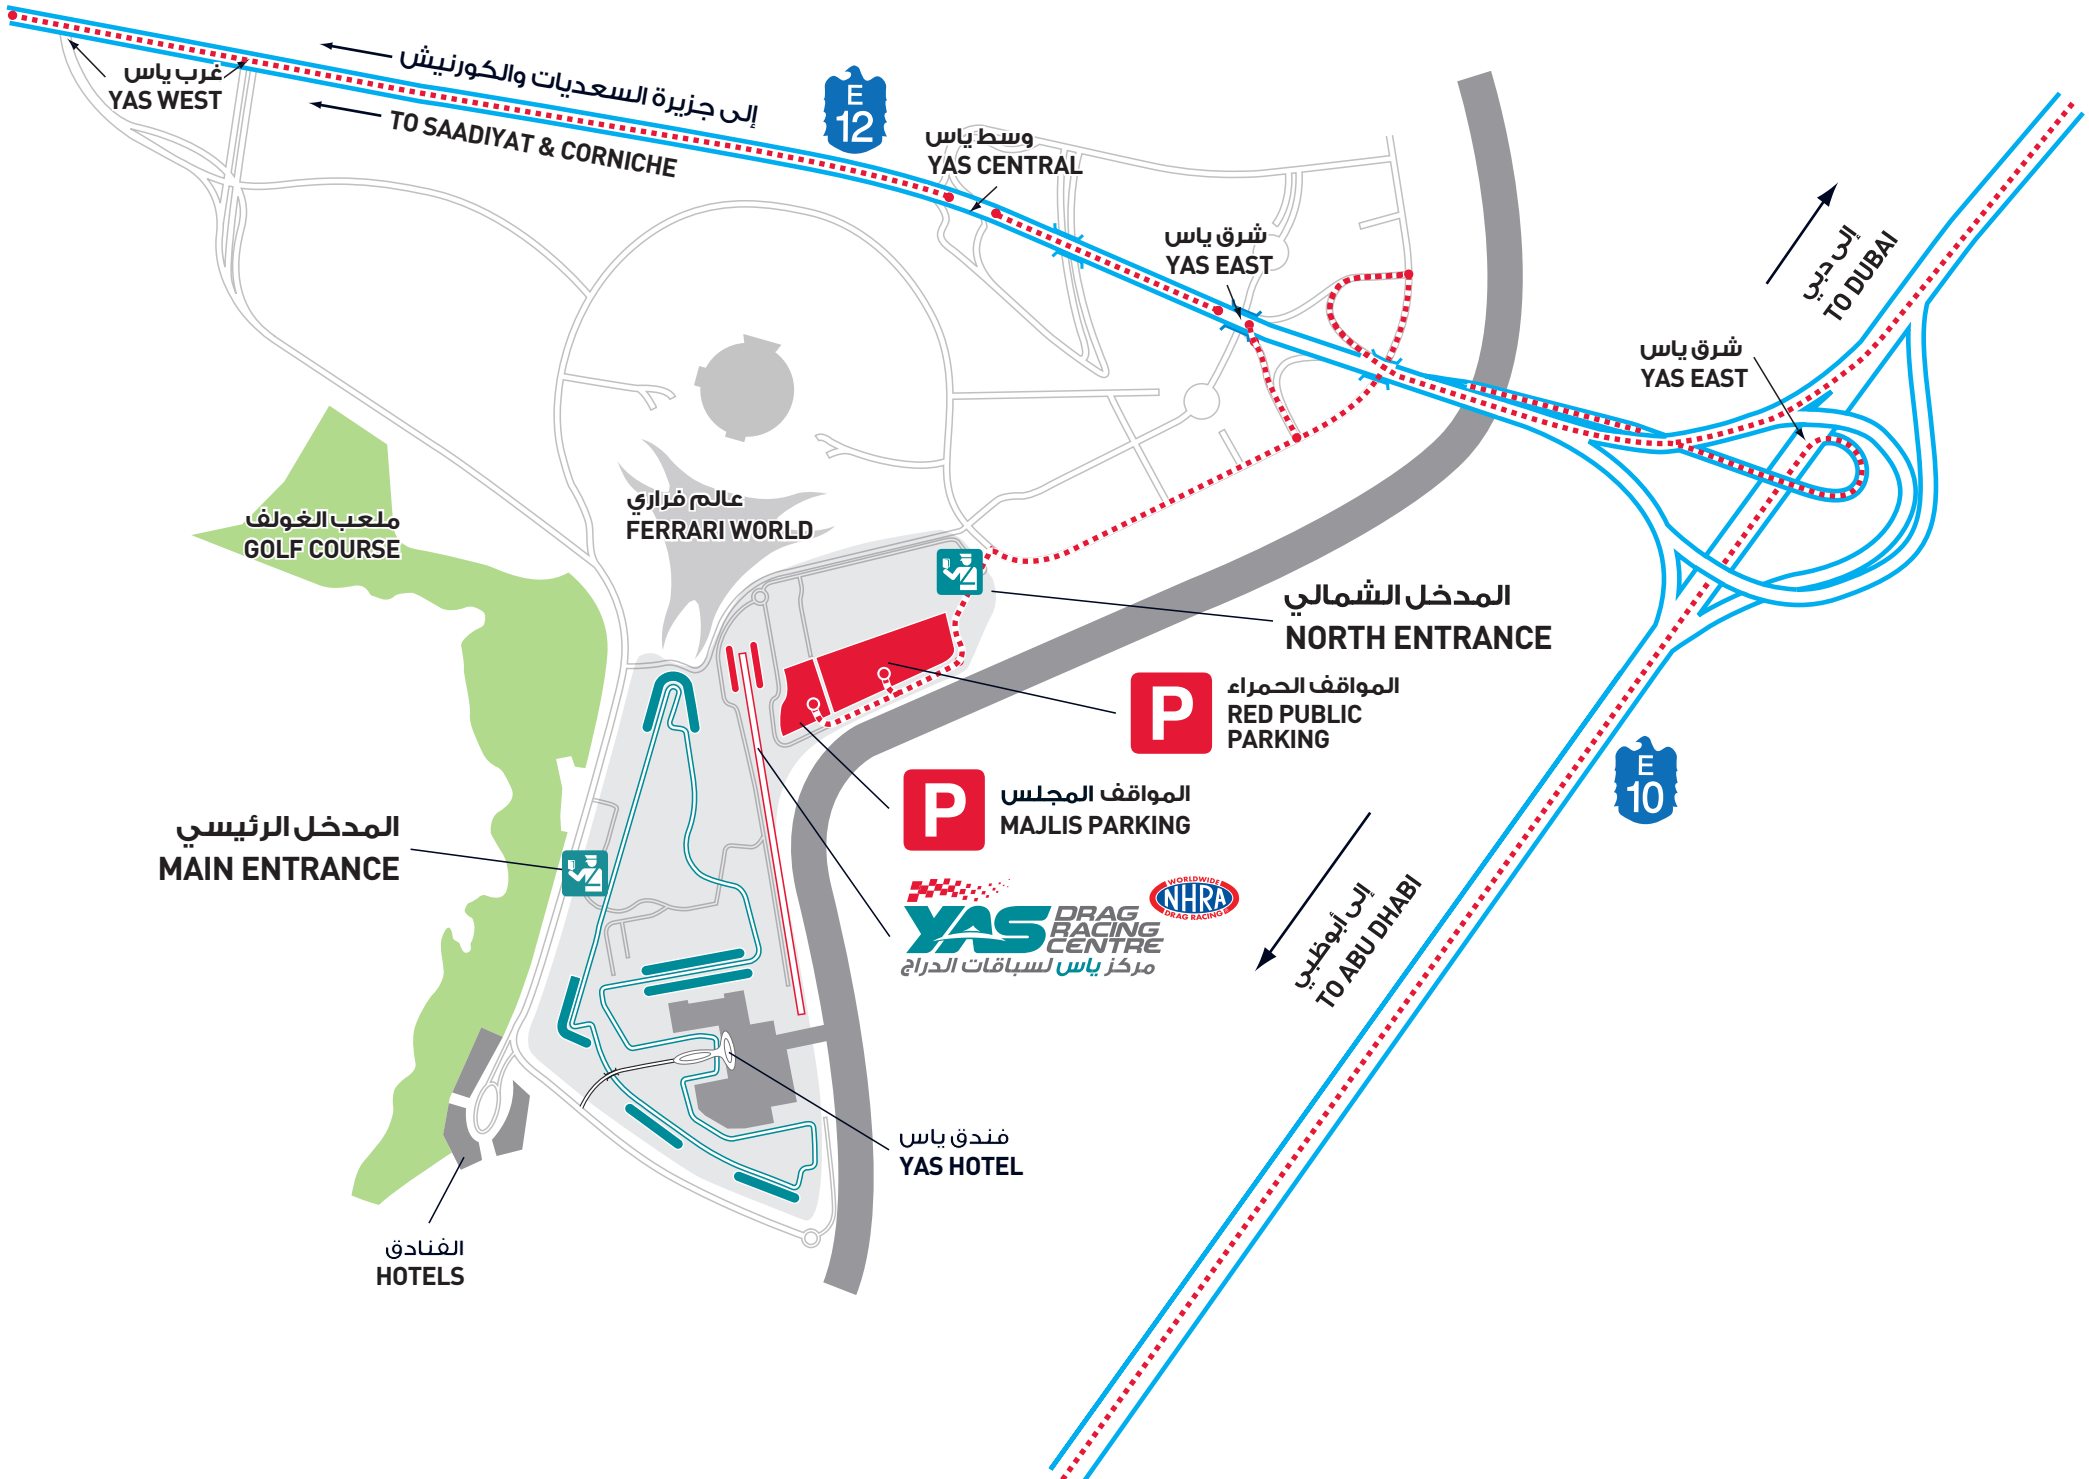 غرب ياس
YAS WEST
إلى جزيرة السعديات والكورنيش
TO SAADIYAT & CORNICHE
E
12
وسط ياس
YAS CENTRAL
شرق ياس
YAS EAST
إلى دبي
TO DUBAI
شرق ياس
YAS EAST
ملعب الغولف
GOLF COURSE
عالم فراري
FERRARI WORLD
المدخل الشمالي
NORTH ENTRANCE
P
المواقف الحمراء
RED PUBLIC
PARKING
P
المواقف المجلس
MAJLIS PARKING
E
10
المدخل الرئيسي
MAIN ENTRANCE
YAS DRAG
RACING
CENTRE
مركز ياس لسباقات الدراج
WORLDWIDE
NHRA
DRAG RACING
إلى أبوظبي
TO ABU DHABI
فندق ياس
YAS HOTEL
الفنادق
HOTELS